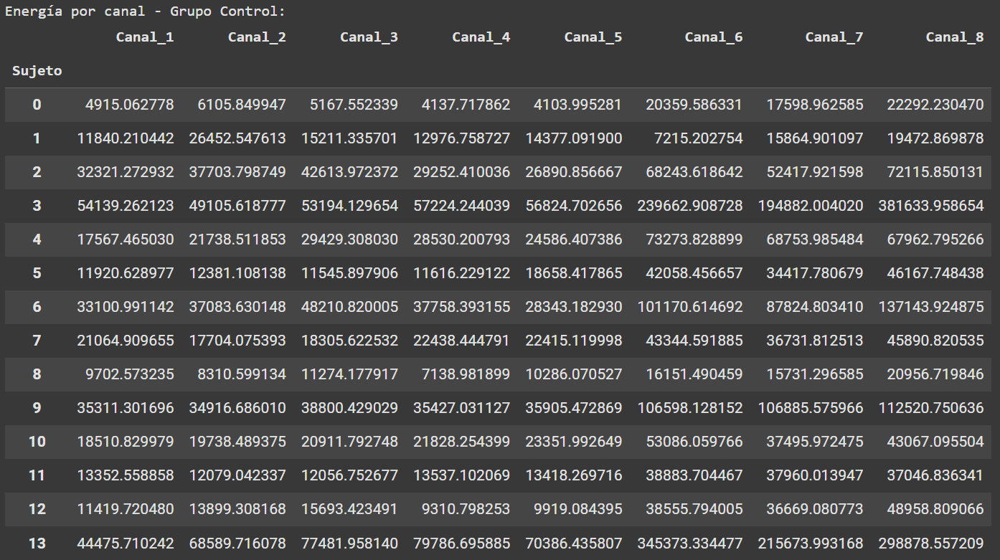 Energía por canal - Grupo Control:
Canal_1 Canal_2 Canal_3 Canal_4 Canal_5 Canal_6 Canal_7 Canal_8
Sujeto
0 4915.062778 6105.849947 5167.552339 4137.717862 4103.995281 20359.586331 17598.962585 22292.230470
1 11840.210442 26452.547613 15211.335701 12976.758727 14377.091900 7215.202754 15864.901097 19472.869878
2 32321.272932 37703.798749 42613.972372 29252.410036 26890.856667 68243.618642 52417.921598 72115.850131
3 54139.262123 49105.618777 53194.129654 57224.244039 56824.702656 239662.908728 194882.004020 381633.958654
4 17567.465030 21738.511853 29429.308030 28530.200793 24586.407386 73273.828899 68753.985484 67962.795266
5 11920.628977 12381.108138 11545.897906 11616.229122 18658.417865 42058.456657 34417.780679 46167.748438
6 33100.991142 37083.630148 48210.820005 37758.393155 28343.182930 101170.614692 87824.803410 137143.924875
7 21064.909655 17704.075393 18305.622532 22438.444791 22415.119998 43344.591885 36731.812513 45890.820535
8 9702.573235 8310.599134 11274.177917 7138.981899 10286.070527 16151.490459 15731.296585 20956.719846
9 35311.301696 34916.686010 38800.429029 35427.031127 35905.472869 106598.128152 106885.575966 112520.750636
10 18510.829979 19738.489375 20911.792748 21828.254399 23351.992649 53086.059766 37495.972475 43067.095504
11 13352.558858 12079.042337 12056.752677 13537.102069 13418.269716 38883.704467 37960.013947 37046.836341
12 11419.720480 13899.308168 15693.423491 9310.798253 9919.084395 38555.794005 36669.080773 48958.809066
13 44475.710242 68589.716078 77481.958140 79786.695885 70386.435807 345373.334477 215673.993168 298878.557209